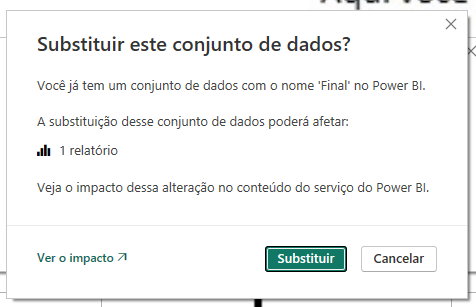 Aqui você
Substituir este conjunto de dados?
Você já tem um conjunto de dados com o nome 'Final' no Power BI.
A substituição desse conjunto de dados poderá afetar:
1 relatório
Veja o impacto dessa alteração no conteúdo do serviço do Power BI.
Ver o impacto
Substituir
Cancelar